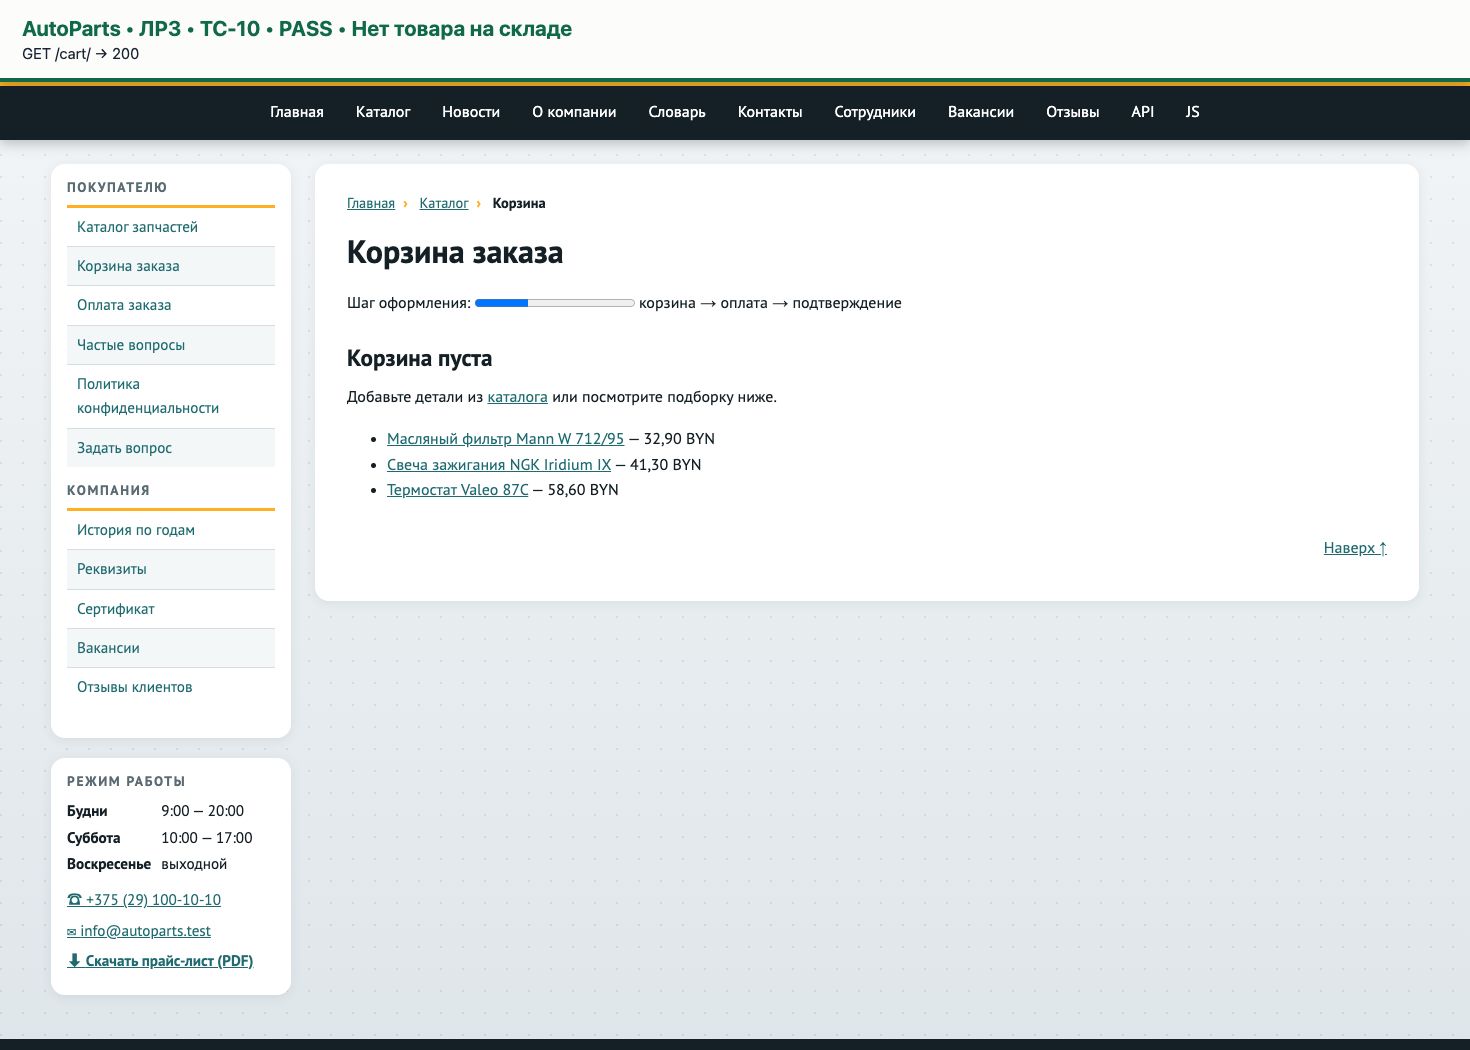 AutoParts • ЛР3 • TC-10 • PASS • Нет товара на складе
GET /cart/ → 200
Главная Каталог Новости О компании Словарь Контакты Сотрудники Вакансии Отзывы API JS
ПОКУПАТЕЛЮ
Каталог запчастей
Корзина заказа
Оплата заказа
Частые вопросы
Политика
конфиденциальности
Задать вопрос
КОМПАНИЯ
История по годам
Реквизиты
Сертификат
Вакансии
Отзывы клиентов
РЕЖИМ РАБОТЫ
Будни 9:00 — 20:00
Суббота 10:00 — 17:00
Воскресенье выходной
☎ +375 (29) 100-10-10
✉ info@autoparts.test
⬇ Скачать прайс-лист (PDF)
Главная › Каталог › Корзина
Корзина заказа
Шаг оформления: корзина → оплата → подтверждение
Корзина пуста
Добавьте детали из каталога или посмотрите подборку ниже.
• Масляный фильтр Mann W 712/95 — 32,90 BYN
• Свеча зажигания NGK Iridium IX — 41,30 BYN
• Термостат Valeo 87C — 58,60 BYN
Наверх ↑